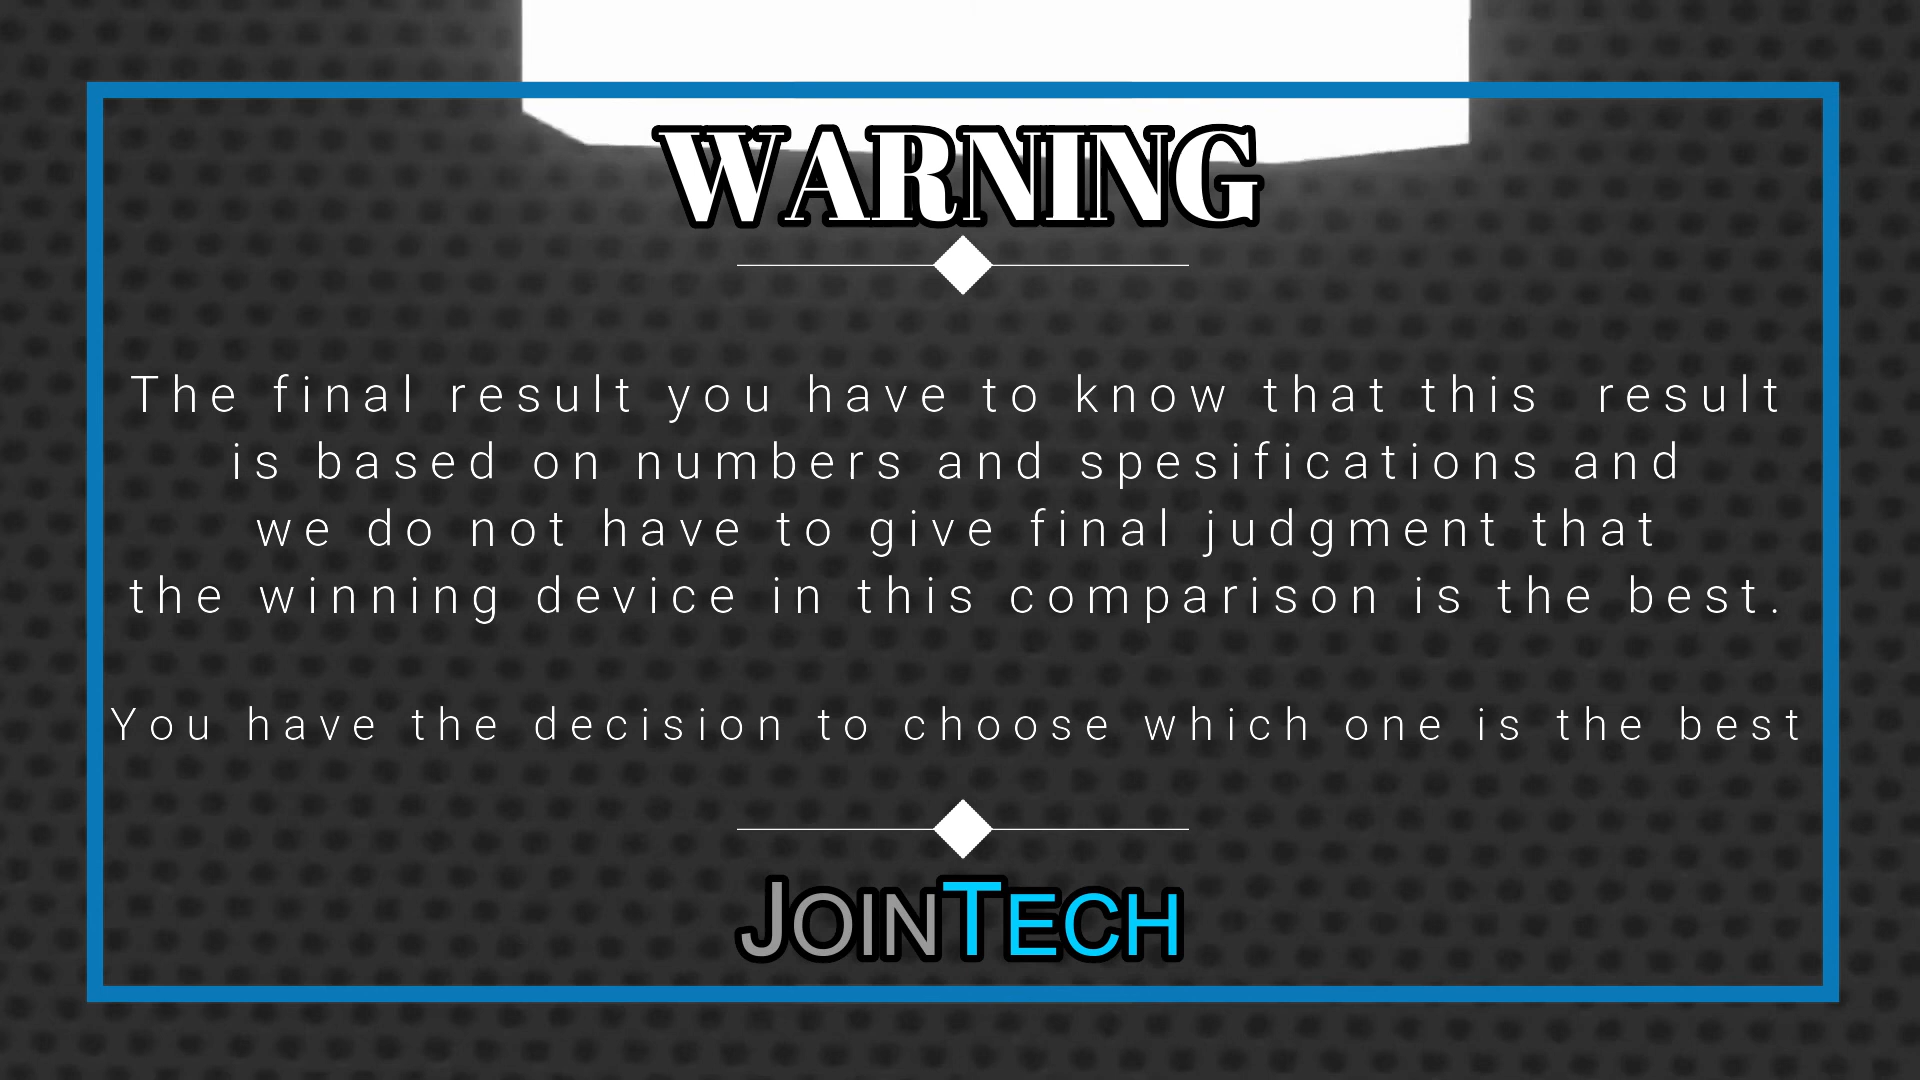 WARNING
The final result you have to know that this result
is based on numbers and spesifications and
we do not have to give final judgment that
the winning device in this comparison is the best.
You have the decision to choose which one is the best
JOINTECH